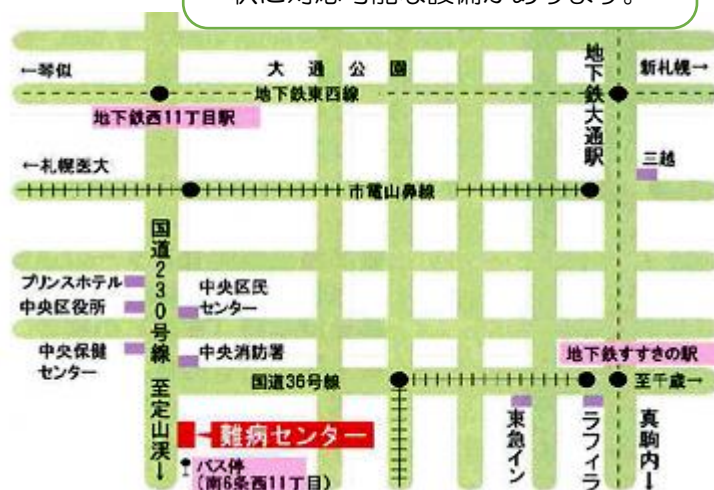 状に対応可能な設備があります。
←琴似
大通公園
新札幌→
地下鉄大通駅
地下鉄東西線
地下鉄西11丁目駅
←札幌医大
三越
市電山鼻線
国道230号線 至定山渓↓
プリンスホテル
中央区役所
中央区民
センター
中央保健
センター
中央消防署
地下鉄すすきの駅
国道36号線
至千歳→
難病センター
東急イン
ラフィラ
真駒内↓
バス停
(南6条西11丁目)